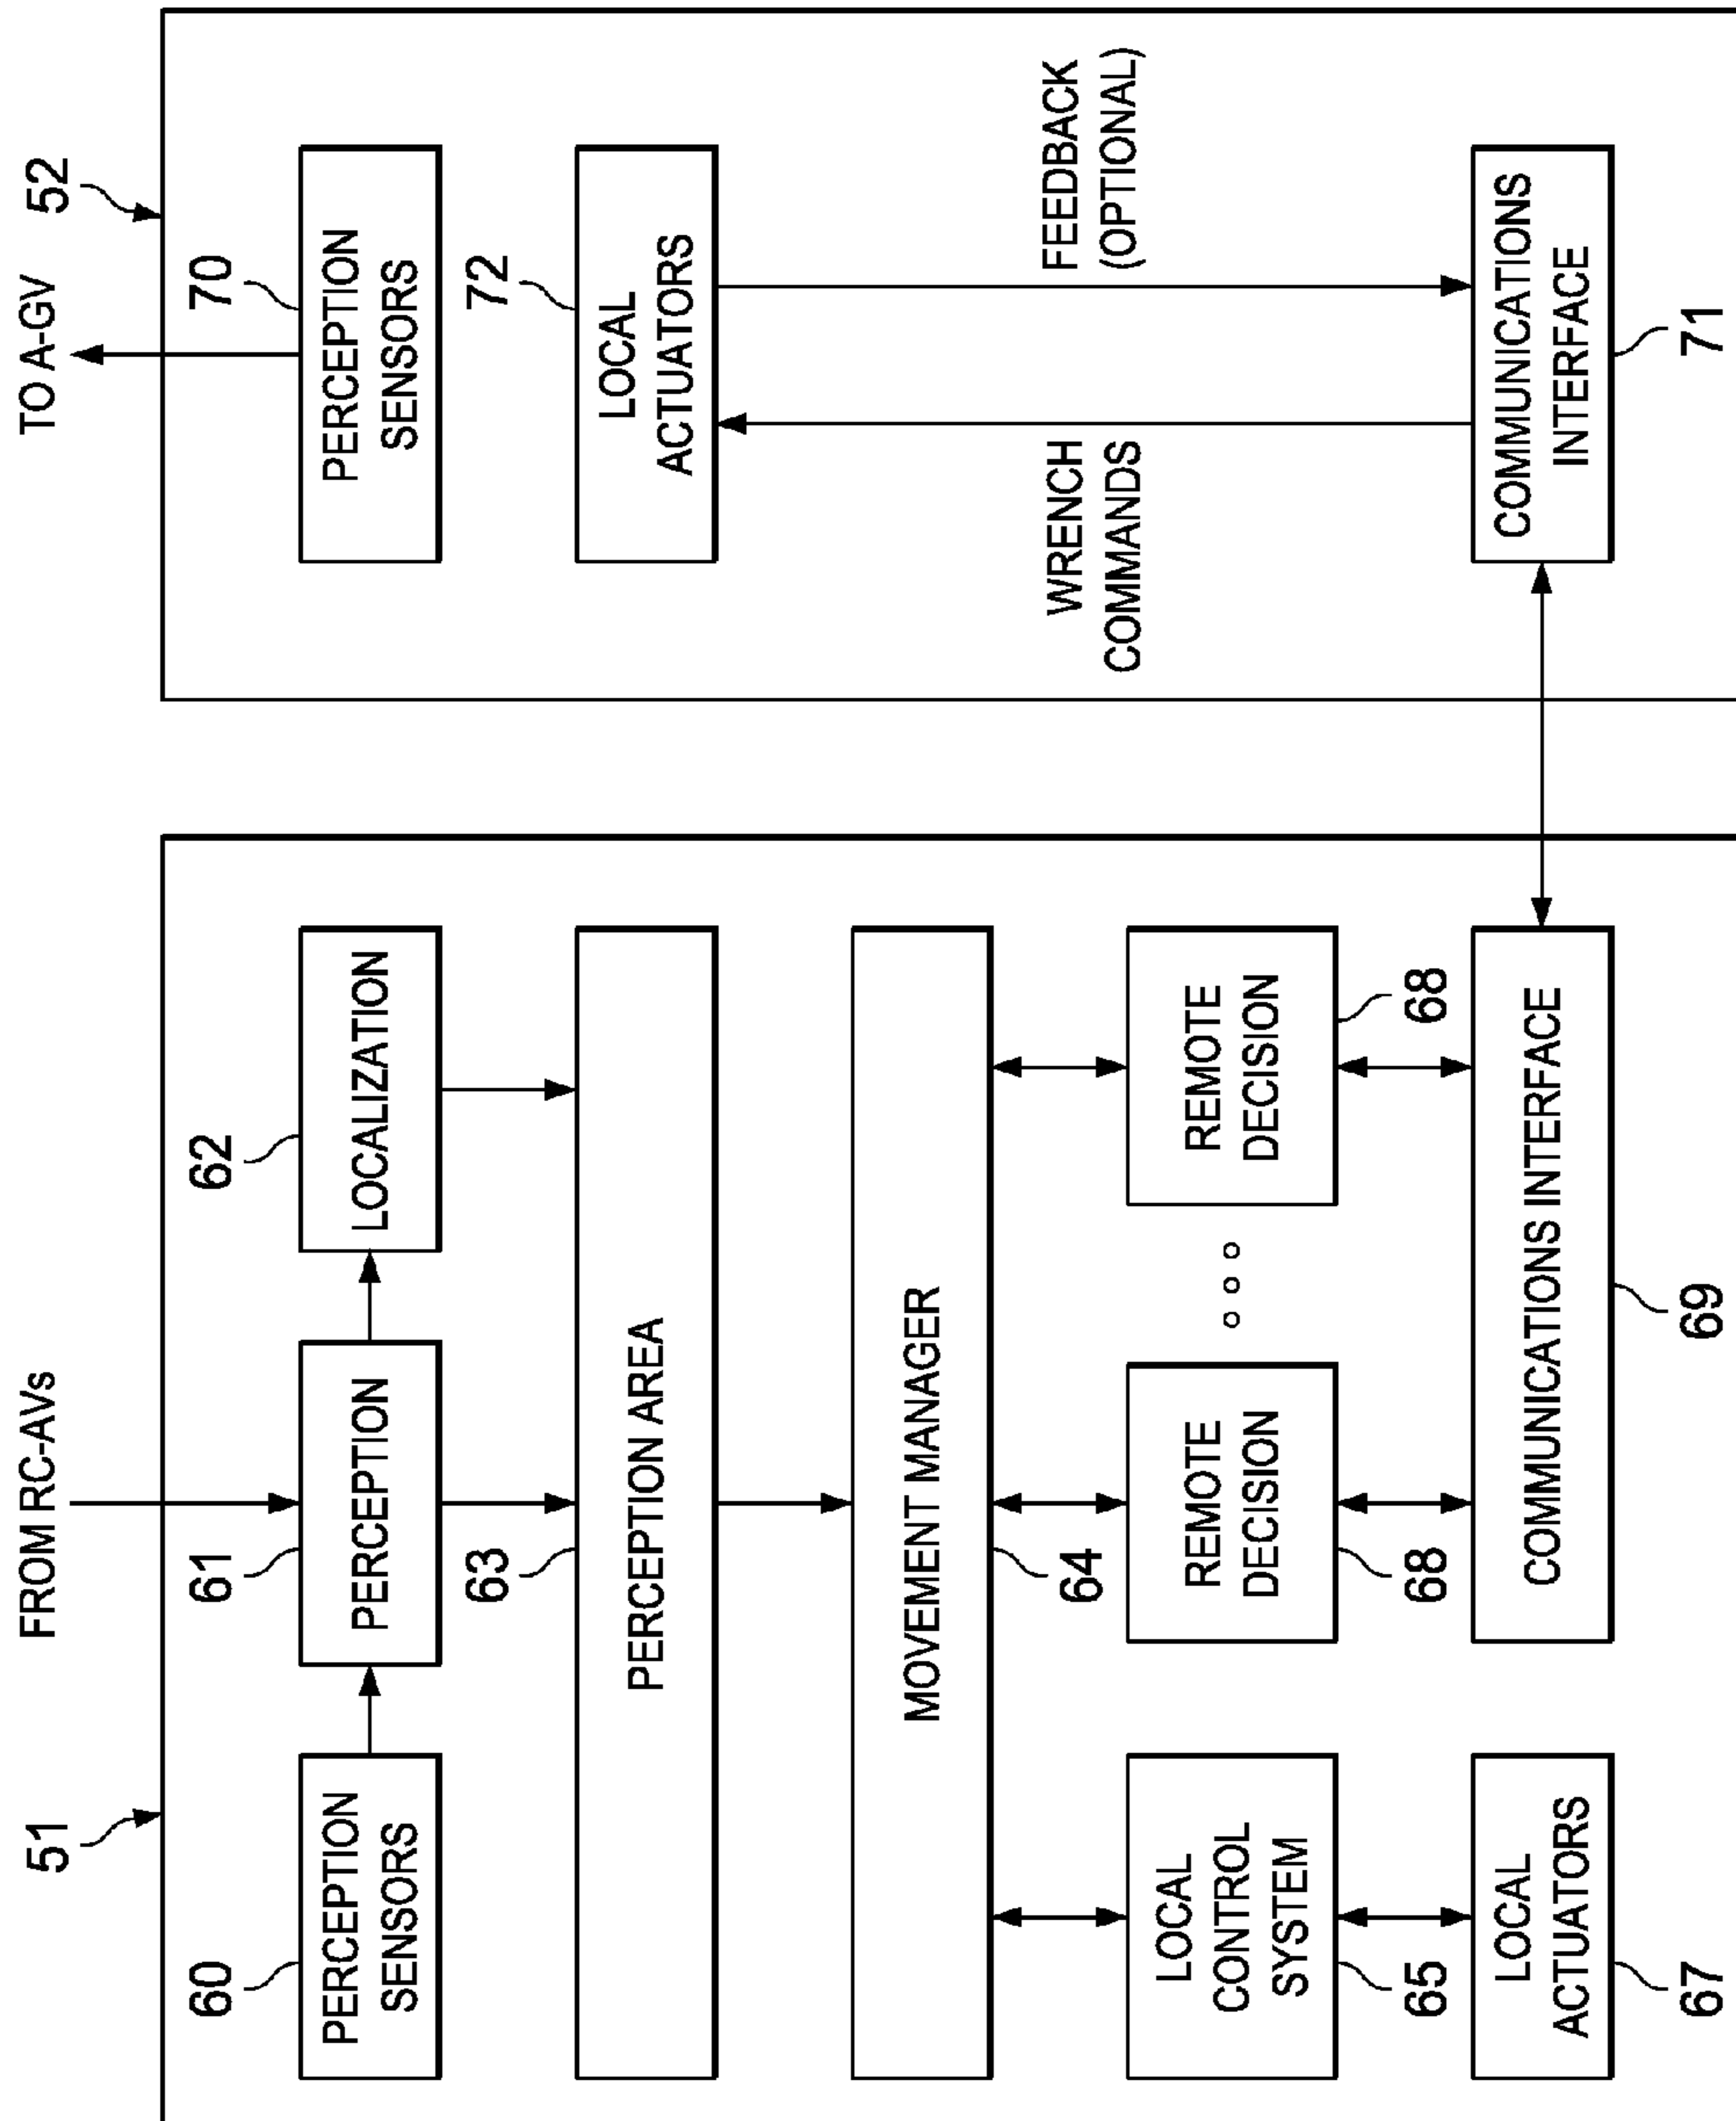 FROM RC-AVs
TO A-GV
51
52
60
61
62
70
PERCEPTION
SENSORS
PERCEPTION
LOCALIZATION
PERCEPTION
SENSORS
63
72
PERCEPTION AREA
LOCAL
ACTUATORS
MOVEMENT MANAGER
64
WRENCH
COMMANDS
FEEDBACK
(OPTIONAL)
LOCAL
CONTROL
SYSTEM
REMOTE
DECISION
REMOTE
DECISION
65
68
68
LOCAL
ACTUATORS
COMMUNICATIONS INTERFACE
COMMUNICATIONS
INTERFACE
67
69
71